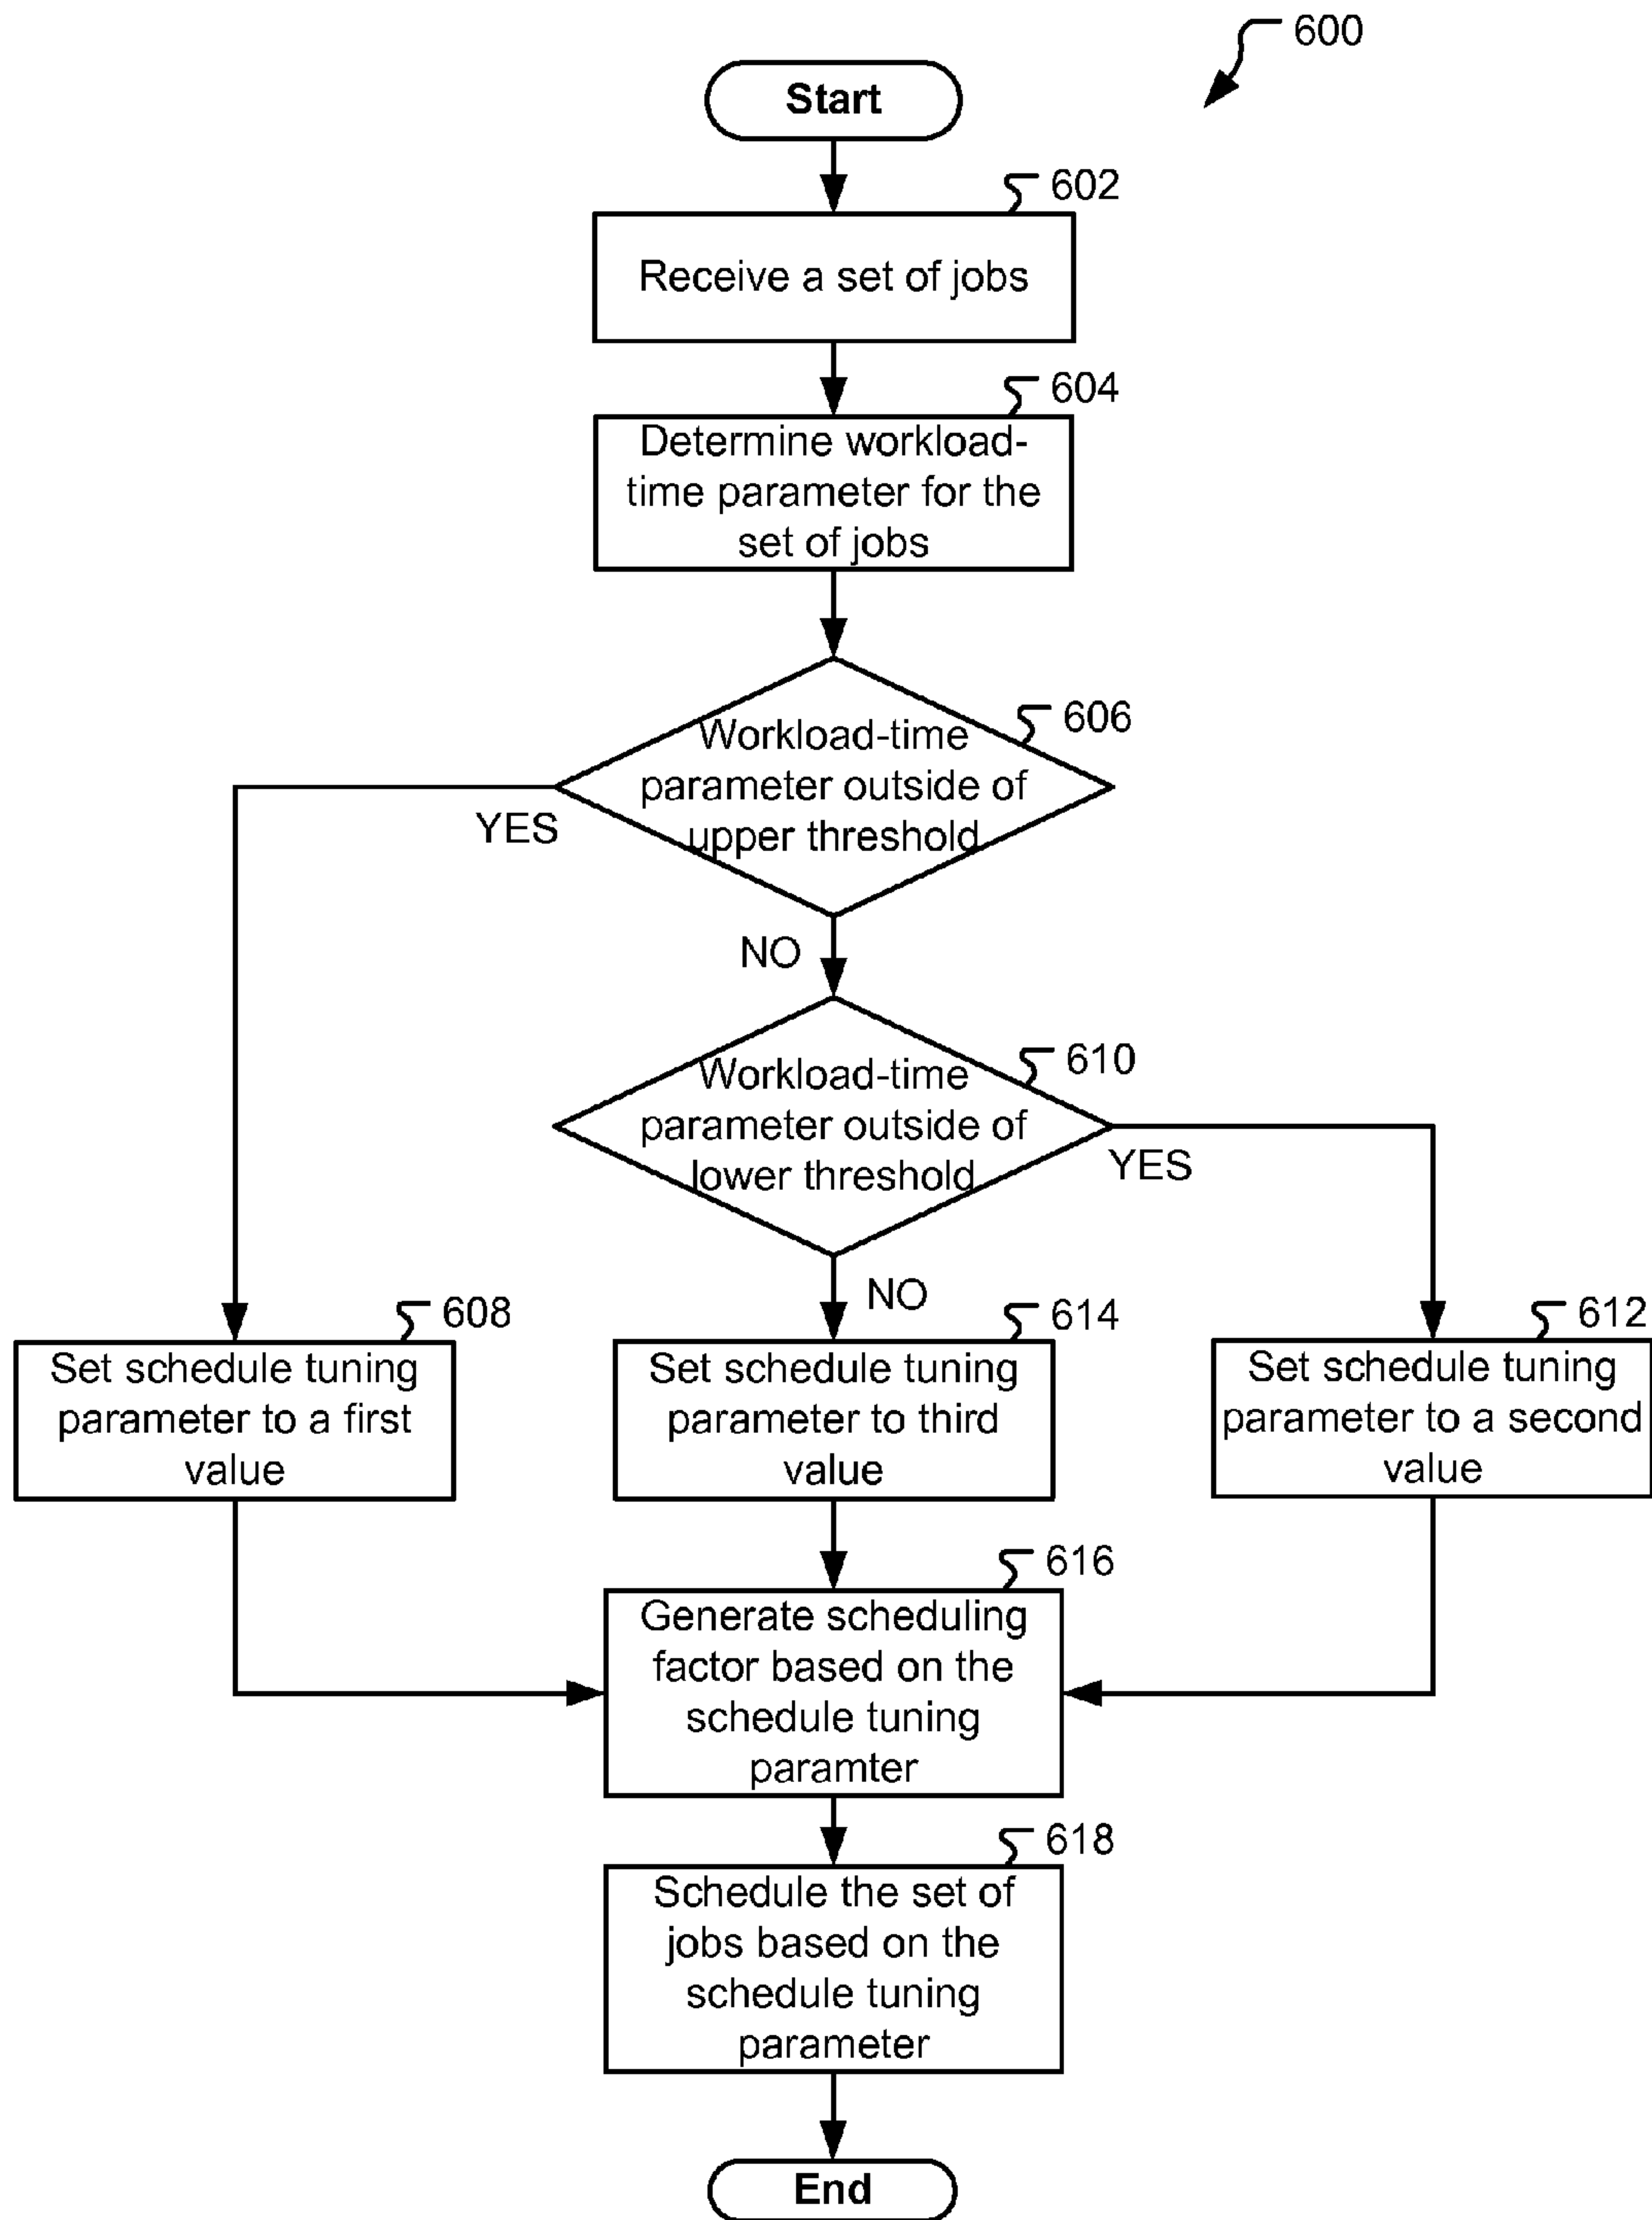 600
Start
602
Receive a set of jobs
604
Determine workload-
time parameter for the
set of jobs
606
Workload-time
parameter outside of
upper threshold
YES
NO
610
Workload-time
parameter outside of
lower threshold
YES
NO
608
Set schedule tuning
parameter to a first
value
614
Set schedule tuning
parameter to third
value
612
Set schedule tuning
parameter to a second
value
616
Generate scheduling
factor based on the
schedule tuning
paramter
618
Schedule the set of
jobs based on the
schedule tuning
parameter
End